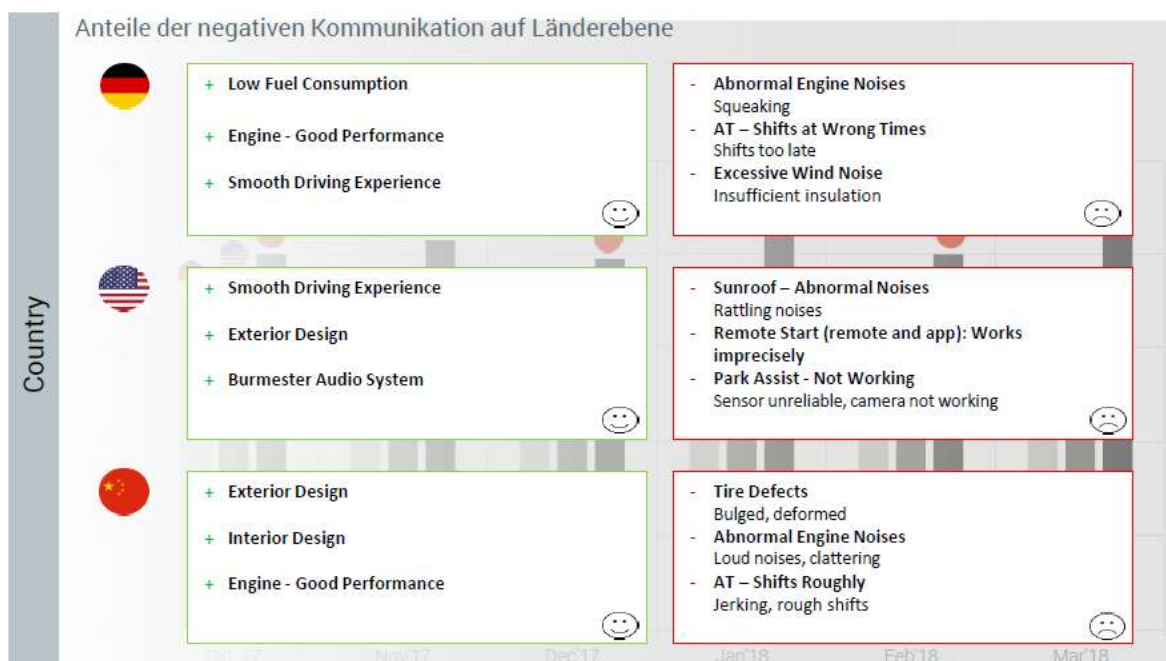 Anteile der negativen Kommunikation auf Länderebene
Country
+ Low Fuel Consumption
+ Engine - Good Performance
+ Smooth Driving Experience
- Abnormal Engine Noises
Squeaking
- AT – Shifts at Wrong Times
Shifts too late
- Excessive Wind Noise
Insufficient insulation
+ Smooth Driving Experience
+ Exterior Design
+ Burmester Audio System
- Sunroof – Abnormal Noises
Rattling noises
- Remote Start (remote and app): Works
imprecisely
- Park Assist - Not Working
Sensor unreliable, camera not working
+ Exterior Design
+ Interior Design
+ Engine - Good Performance
- Tire Defects
Bulged, deformed
- Abnormal Engine Noises
Loud noises, clattering
- AT – Shifts Roughly
Jerking, rough shifts
Nov'17 Dec'17 Jan'18 Feb'18 Mar'18